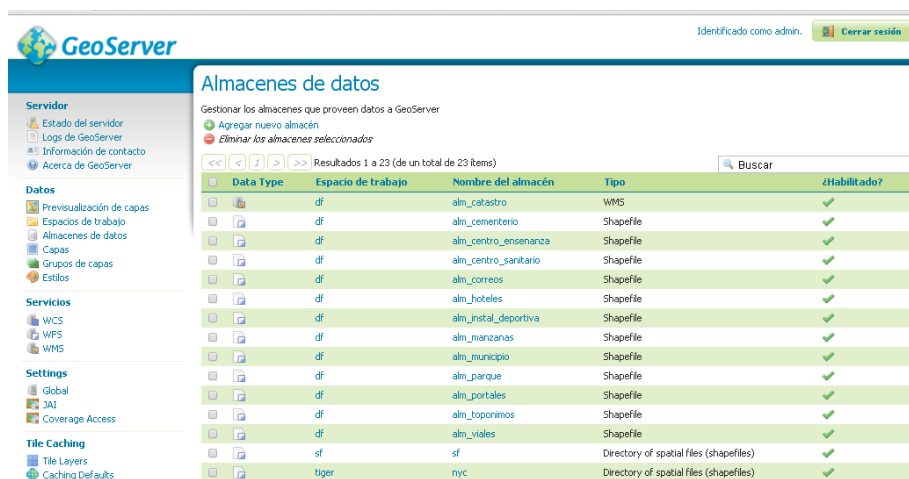 GeoServer
Identificado como admin.
Cerrar sesión
Servidor
Estado del servidor
Logs de GeoServer
Información de contacto
Acerca de GeoServer
Datos
Previsualización de capas
Espacios de trabajo
Almacenes de datos
Capas
Grupos de capas
Estilos
Servicios
WCS
WFS
WMS
Settings
Global
JAI
Coverage Access
Tile Caching
Tile Layers
Caching Defaults
Almacenes de datos
Gestionar los almacenes que proveen datos a GeoServer
Agregar nuevo almacén
Eliminar los almacenes seleccionados
<< < 1 > >> Resultados 1 a 23 (de un total de 23 ítems)
Buscar
Data Type Espacio de trabajo Nombre del almacén Tipo ¿Habilitado?
df alm_catastro WMS
df alm_cementerio Shapefile
df alm_centro_ensenanza Shapefile
df alm_centro_sanitario Shapefile
df alm_correos Shapefile
df alm_hoteles Shapefile
df alm_instal_deportiva Shapefile
df alm_manzanas Shapefile
df alm_municipio Shapefile
df alm_parque Shapefile
df alm_portales Shapefile
df alm_toponimos Shapefile
df alm_viales Shapefile
sf sf Directory of spatial files (shapefiles)
tiger nyc Directory of spatial files (shapefiles)